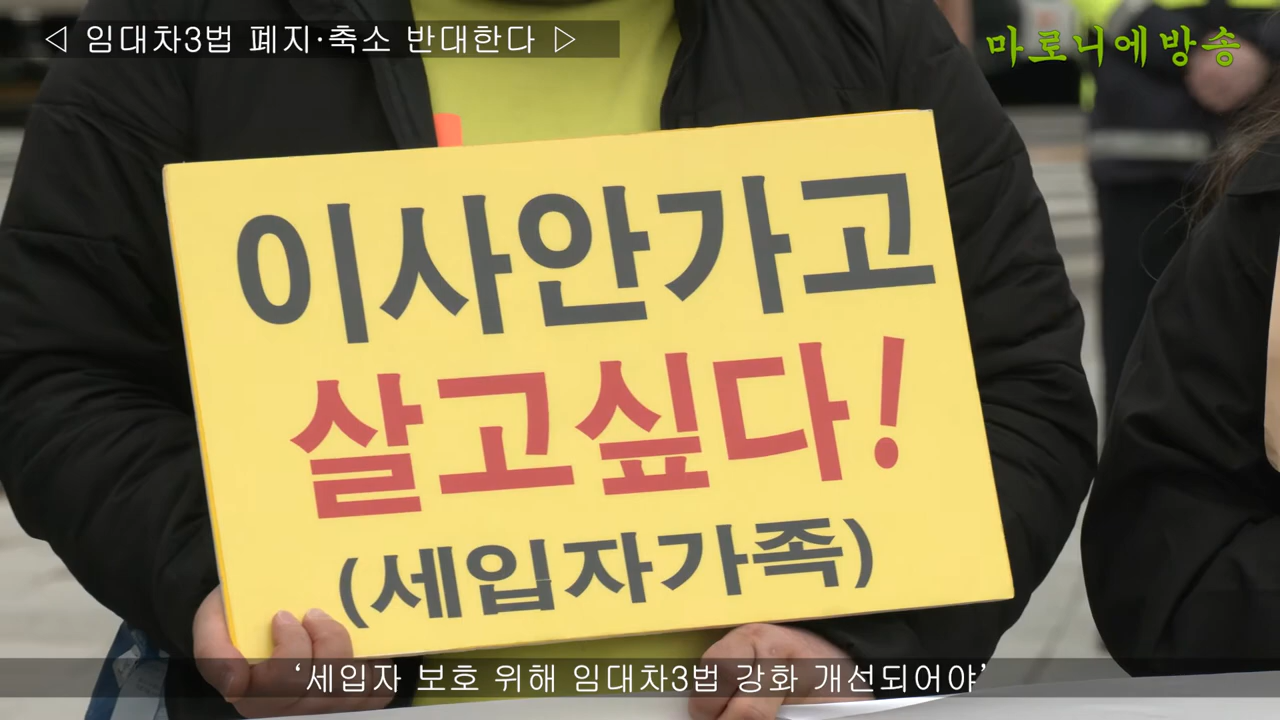 ◁ 임대차3법 폐지·축소 반대한다 ▷
마로니에방송
이사안가고
살고싶다!
(세입자가족)
‘세입자 보호 위해 임대차3법 강화 개선되어야’